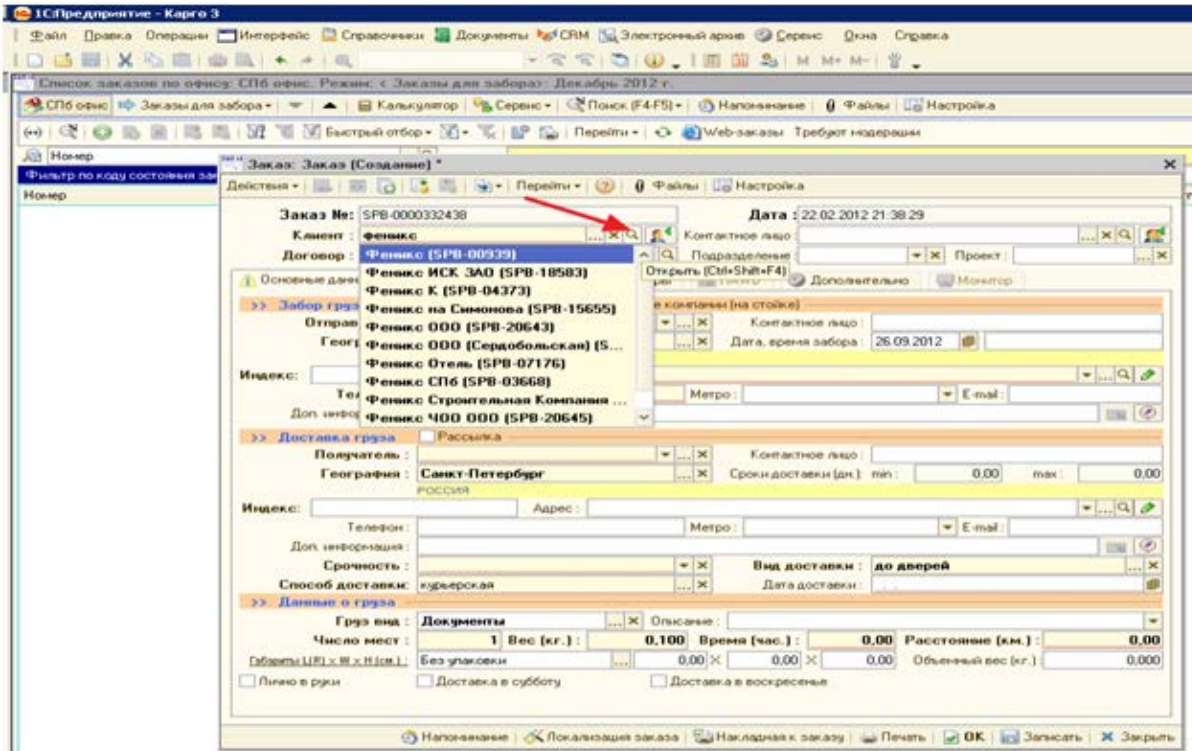 1С:Предприятие - Карго 3
Файл Правка Операции Интерфейс Справочники Документы CRM Электронный архив Сервис Окна Справка
M M+ M-
Список заказов по офису: СПб офис. Режим: < Заказы для забора> : Декабрь 2012 г.
СПб офис Заказы для забора Калькулятор Сервис Поиск (F4-F5) Напоминание Файлы Настройка
Быстрый отбор Перейти Web-заказы Требуют модерации
Номер
Фильтр по коду состояния
Номер
Заказ: Заказ (Создание) *
Действия Перейти Файлы Настройка
Заказ №: SPB-0000332438 Дата : 22.02.2012 21:38:29
Клиент : феникс Контактное лицо :
Договор : Подразделение Проект :
Феникс (SPB-00939)
Открыть (Ctrl+Shift+F4)
Феникс ИСК ЗАО (SPB-18583)
Феникс К (SPB-04373)
Феникс на Симонова (SPB-15655)
Феникс ООО (SPB-20643)
Феникс ООО (Сердобольская) (S...
Феникс Отель (SPB-07176)
Феникс СПб (SPB-03668)
Феникс Строительная Компания ...
Феникс ЧОО ООО (SPB-20645)
Основные Дополнительно Монитор
>> Забор компании (на стойке)
Контактное лицо :
Дата, время забора : 26.09.2012
Индекс:
Метро : E-mail :
Доп.
>> Доставка груза Рассылка
Получатель : Контактное лицо :
География : Санкт-Петербург Сроки доставки (дн.): min : 0,00 max : 0,00
РОССИЯ
Индекс: Адрес :
Телефон : Метро : E-mail :
Доп. информация :
Срочность : Вид доставки : до дверей
Способ доставки: курьерская Дата доставки : . .
>> Данные о груза
Груз вид : Документы Описание :
Число мест : 1 Вес (кг.) : 0,100 Время (час.) : 0,00 Расстояние (км.) : 0,00
Габариты L(R) x W x H (см.) : Без упаковки 0,00 × 0,00 × 0,00 Объемный вес (кг.) : 0,000
Лично в руки Доставка в субботу Доставка в воскресенье
Напоминание Локализация заказа Накладная к заказу Печать OK Записать Закрыть